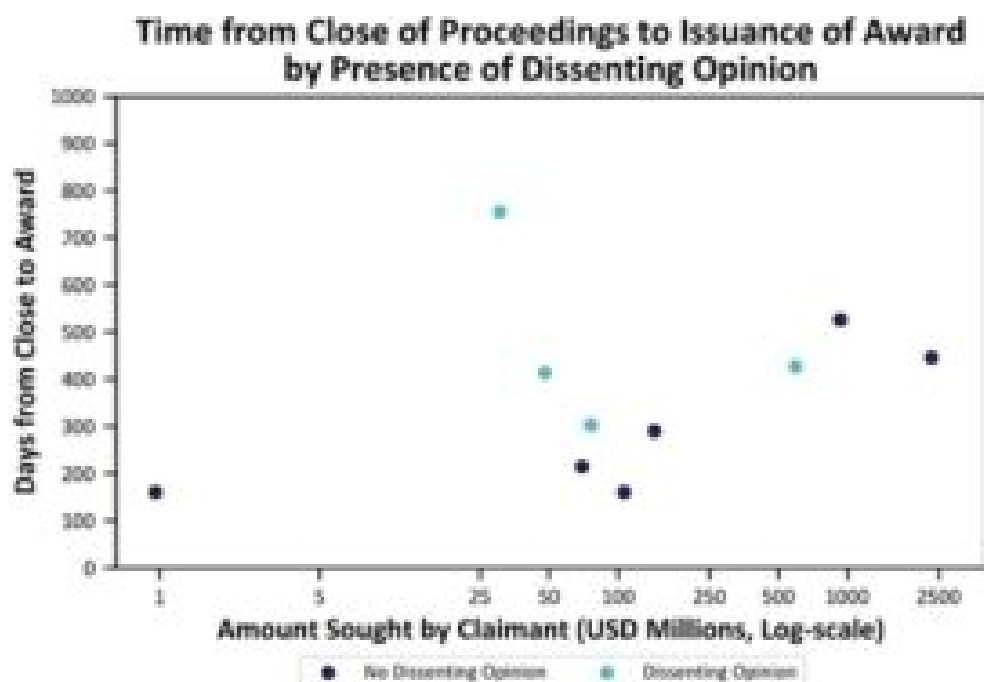 Time from Close of Proceedings to Issuance of Award
by Presence of Dissenting Opinion
Days from Close to Award
1000
900
800
700
600
500
400
300
200
100
0
1 5 25 50 100 250 500 1000 2500
Amount Sought by Claimant (USD Millions, Log-scale)
No Dissenting Opinion Dissenting Opinion